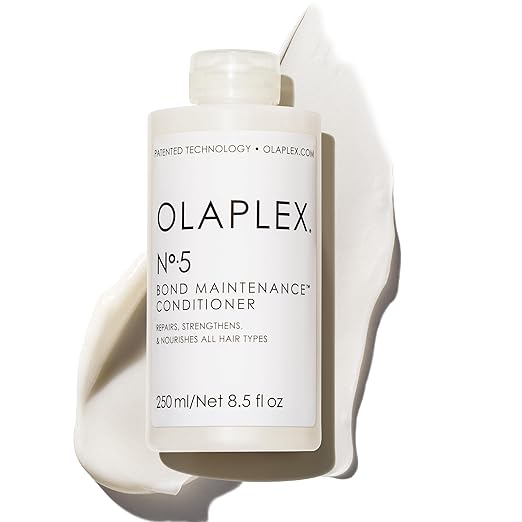 PATENTED TECHNOLOGY • OLAPLEX.COM
OLAPLEX.
Nº.5
BOND MAINTENANCE™
CONDITIONER
REPAIRS, STRENGTHENS,
& NOURISHES ALL HAIR TYPES
250 ml/Net 8.5 fl oz